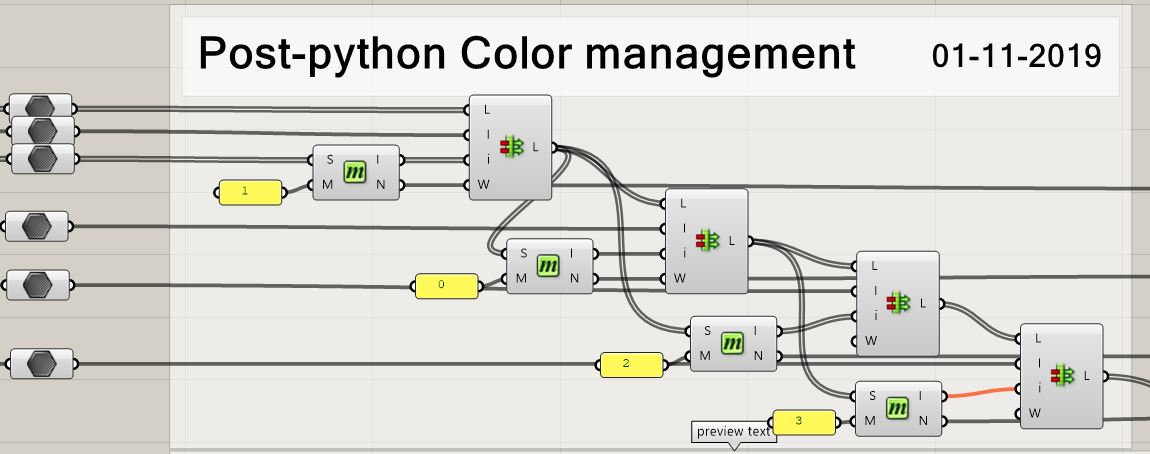 Post-python Color management 01-11-2019
L
I
i L
W
S I
m
M N
1
L
I
i L
W
S I
m
M N
0
L
I
i L
W
S I
m
M N
2
L
I
i L
W
S I
m
M N
3
preview text